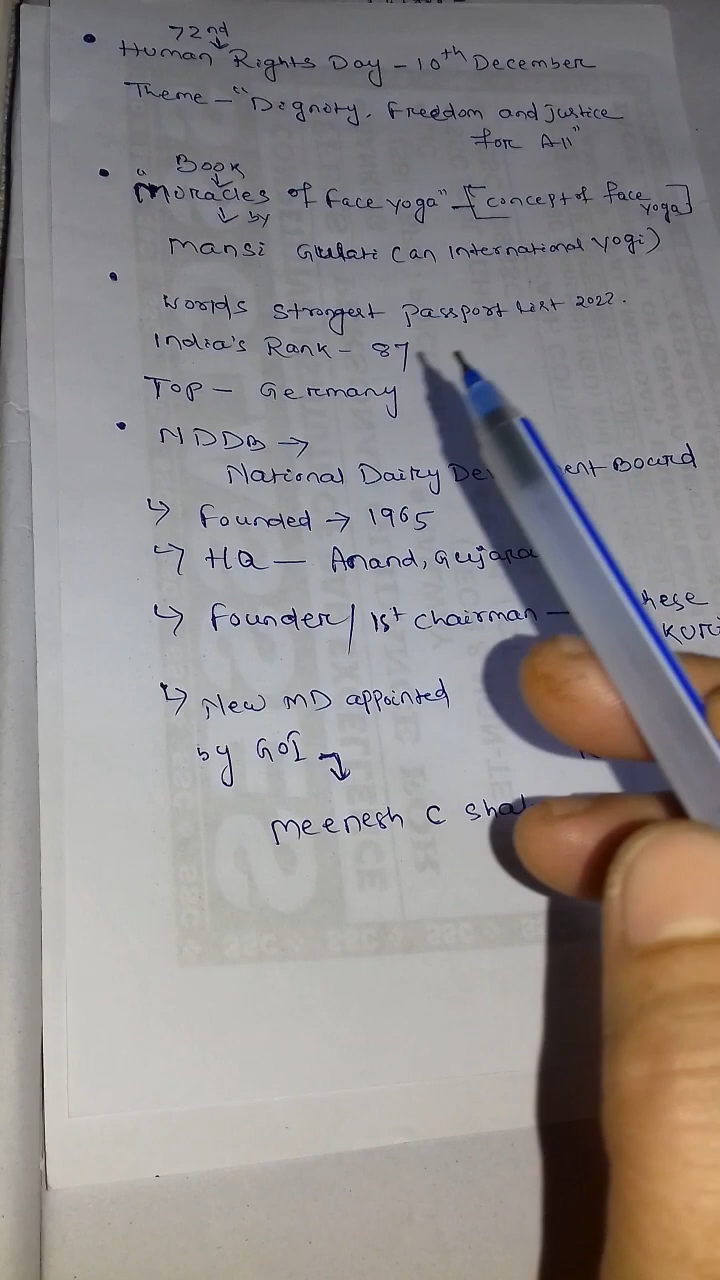 72nd
• Human Rights Day - 10th December
Theme - "Dignity, Freedom and justice
for All"
Book
• "Miracles of face yoga" - [concept of face yoga]
by
Mansi Gulati (an International yogi)
• Worlds strongest passport list 2022.
India's Rank - 87
Top - Germany
• NDDB →
National Dairy De ent Board
↳ Founded → 1965
↳ HQ - Anand, Gujara
↳ Founder/1st Chairman - hese
KURI
↳ New MD appointed
by GOI
Meenesh C Shah